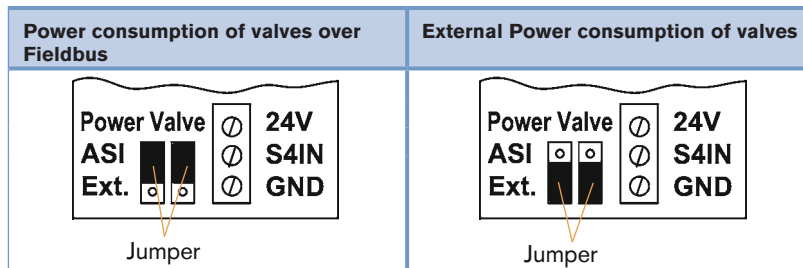 Power consumption of valves over
Fieldbus
External Power consumption of valves
Power Valve
24V
ASI
S4IN
Ext.
GND
Jumper
Power Valve
24V
ASI
S4IN
Ext.
GND
Jumper